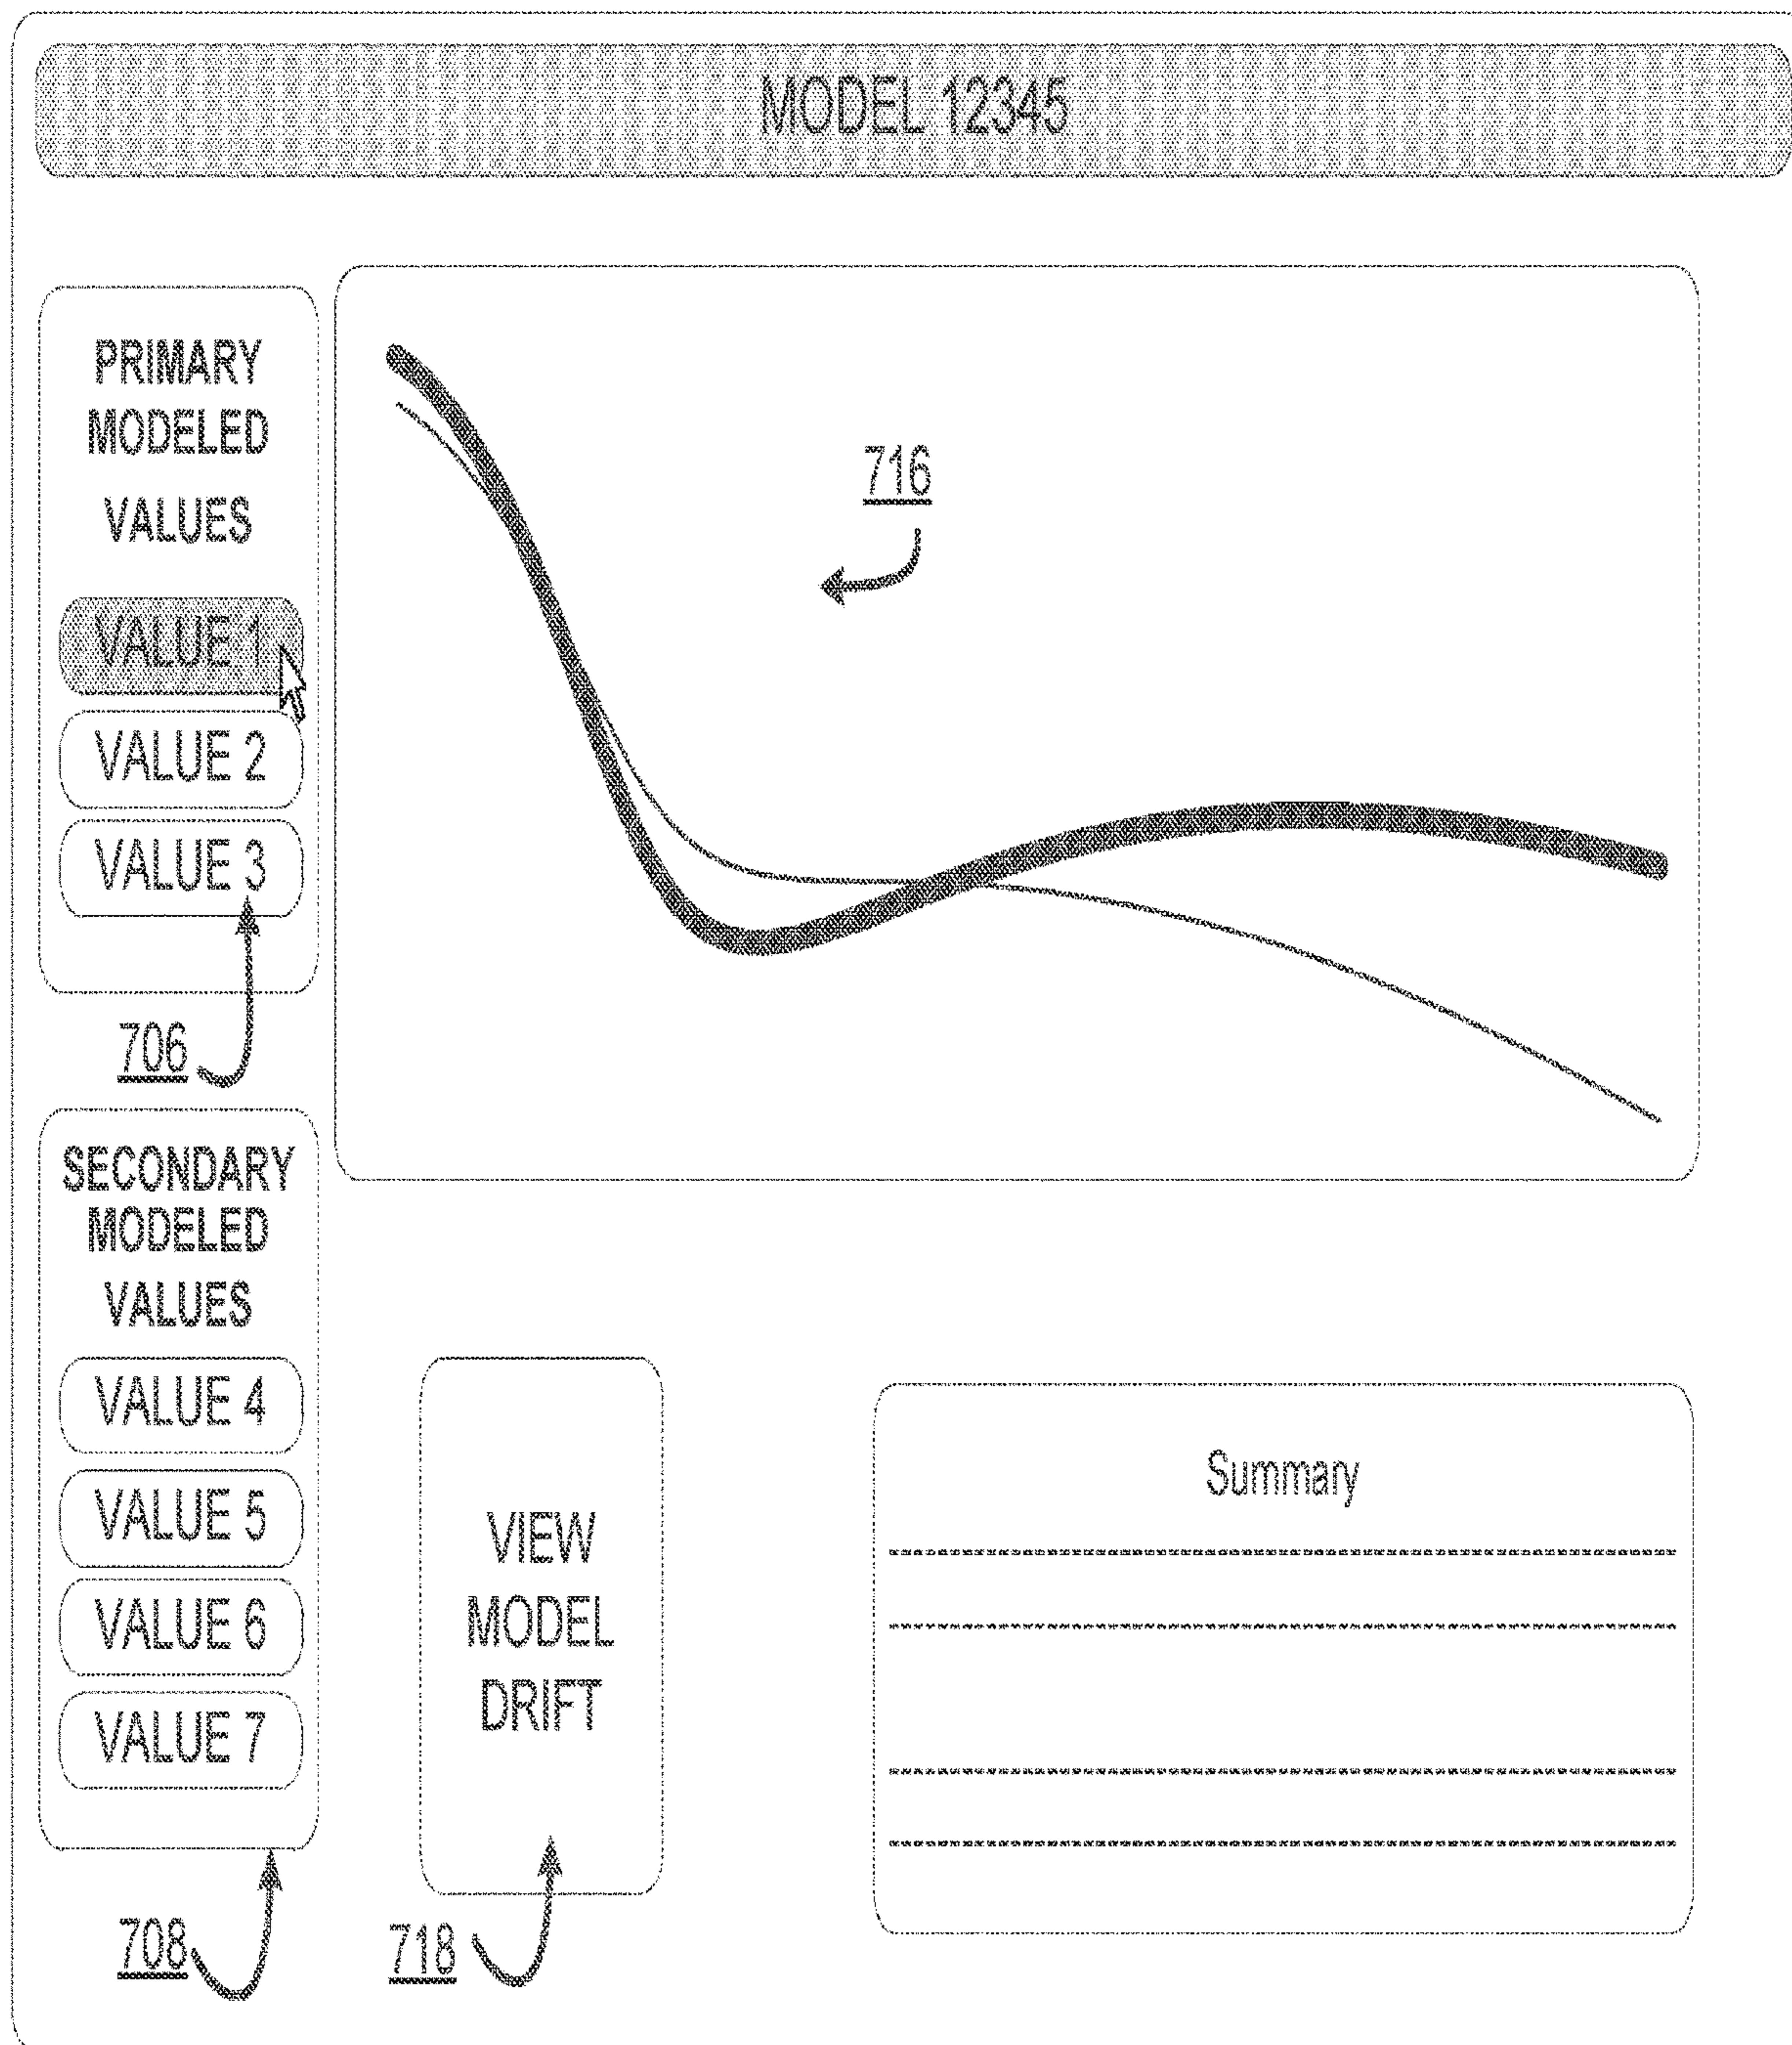 MODEL 12345
PRIMARY
MODELED
VALUES
VALUE 1
VALUE 2
VALUE 3
706
716
SECONDARY
MODELED
VALUES
VALUE 4
VALUE 5
VALUE 6
VALUE 7
708
VIEW
MODEL
DRIFT
718
Summary